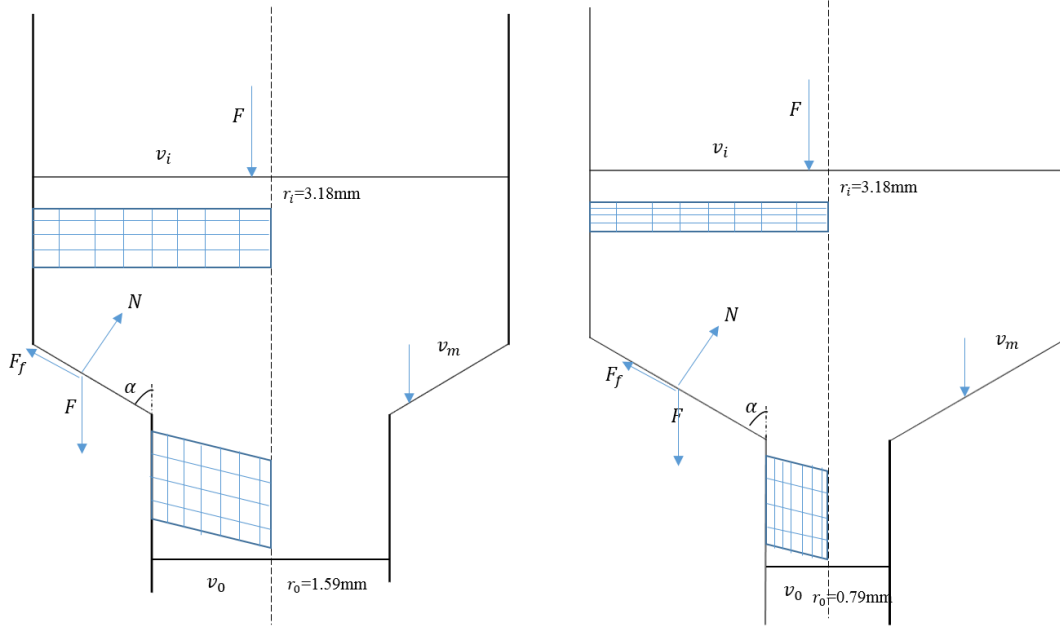 F
v_i
r_i=3.18mm
N
F_f
α
F
v_m
v_0
r_0=1.59mm
F
v_i
r_i=3.18mm
N
F_f
α
F
v_m
v_0
r_0=0.79mm